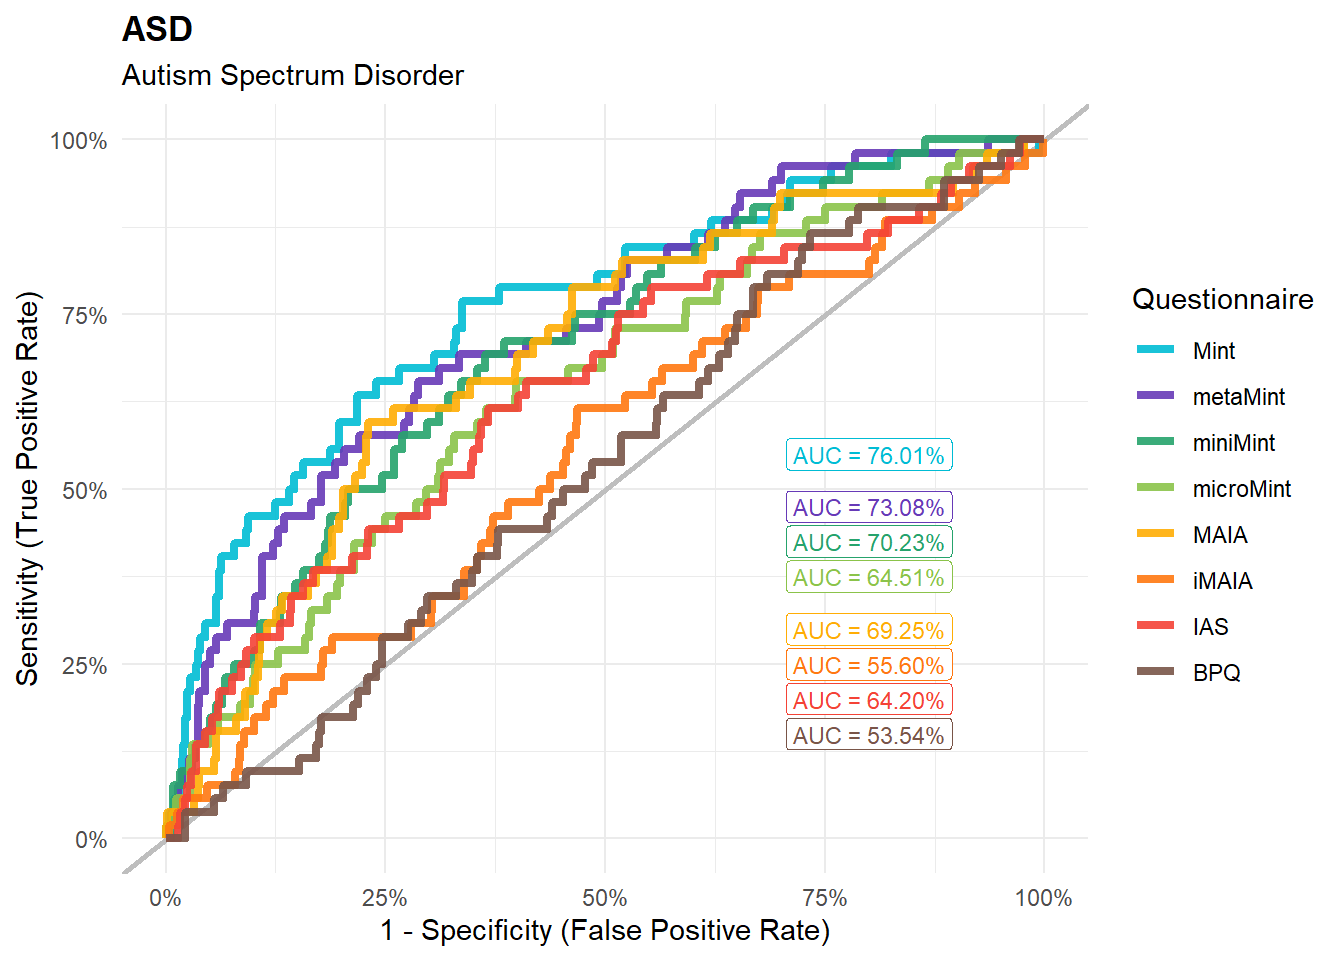 ASD
Autism Spectrum Disorder
Sensitivity (True Positive Rate)
100%
75%
50%
25%
0%
0%
25%
50%
75%
100%
1 - Specificity (False Positive Rate)
AUC = 76.01%
AUC = 73.08%
AUC = 70.23%
AUC = 64.51%
AUC = 69.25%
AUC = 55.60%
AUC = 64.20%
AUC = 53.54%
Questionnaire
Mint
metaMint
miniMint
microMint
MAIA
iMAIA
IAS
BPQ